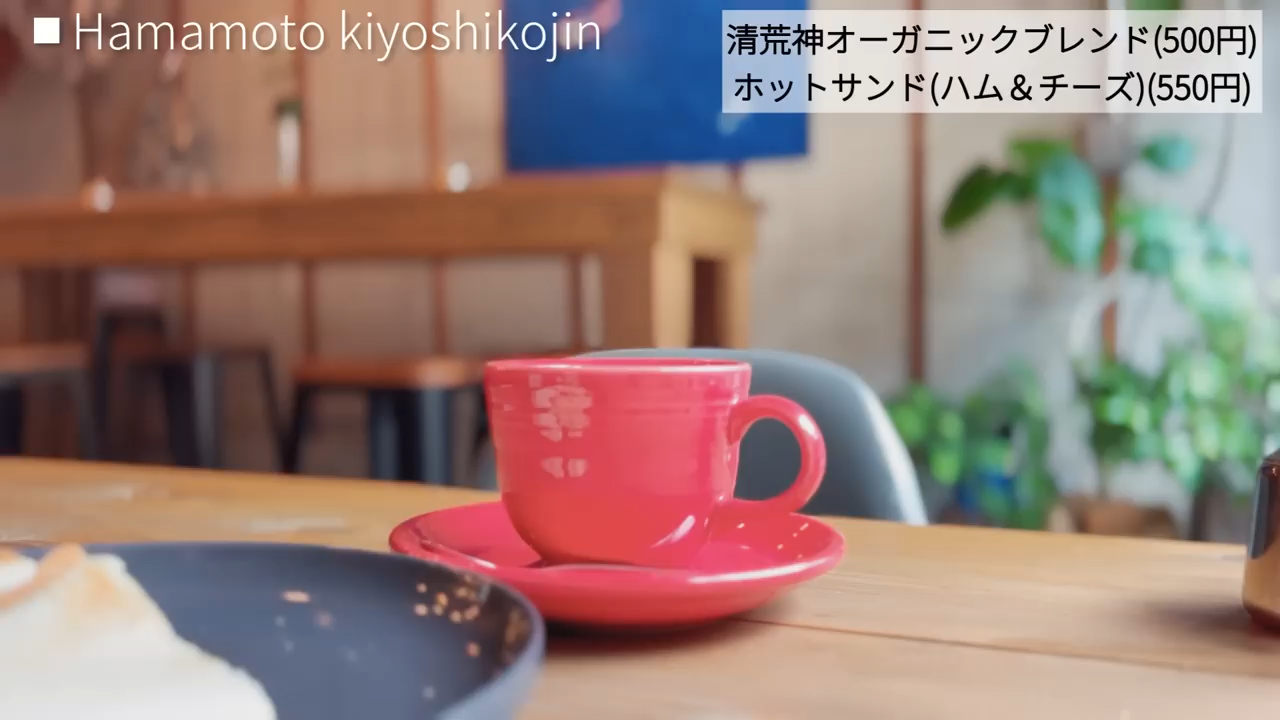 ■ Hamamoto kiyoshikojin
清荒神オーガニックブレンド(500円)
ホットサンド(ハム＆チーズ)(550円)